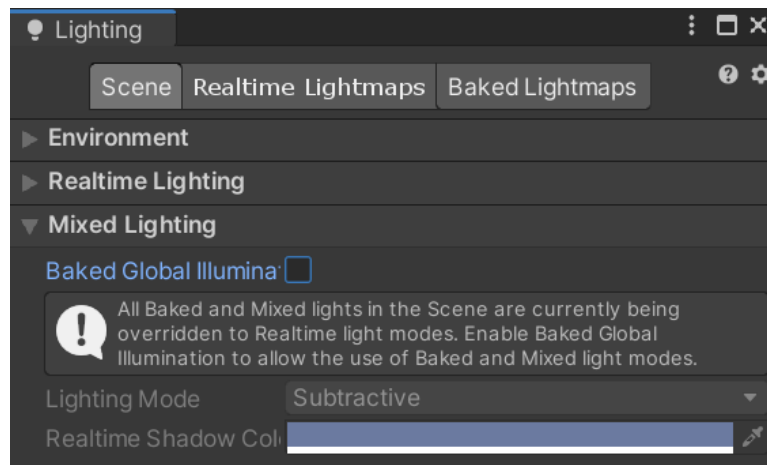 Lighting
Scene Realtime Lightmaps Baked Lightmaps
Environment
Realtime Lighting
Mixed Lighting
Baked Global Illumina
All Baked and Mixed lights in the Scene are currently being
overridden to Realtime light modes. Enable Baked Global
Illumination to allow the use of Baked and Mixed light modes.
Lighting Mode Subtractive
Realtime Shadow Col